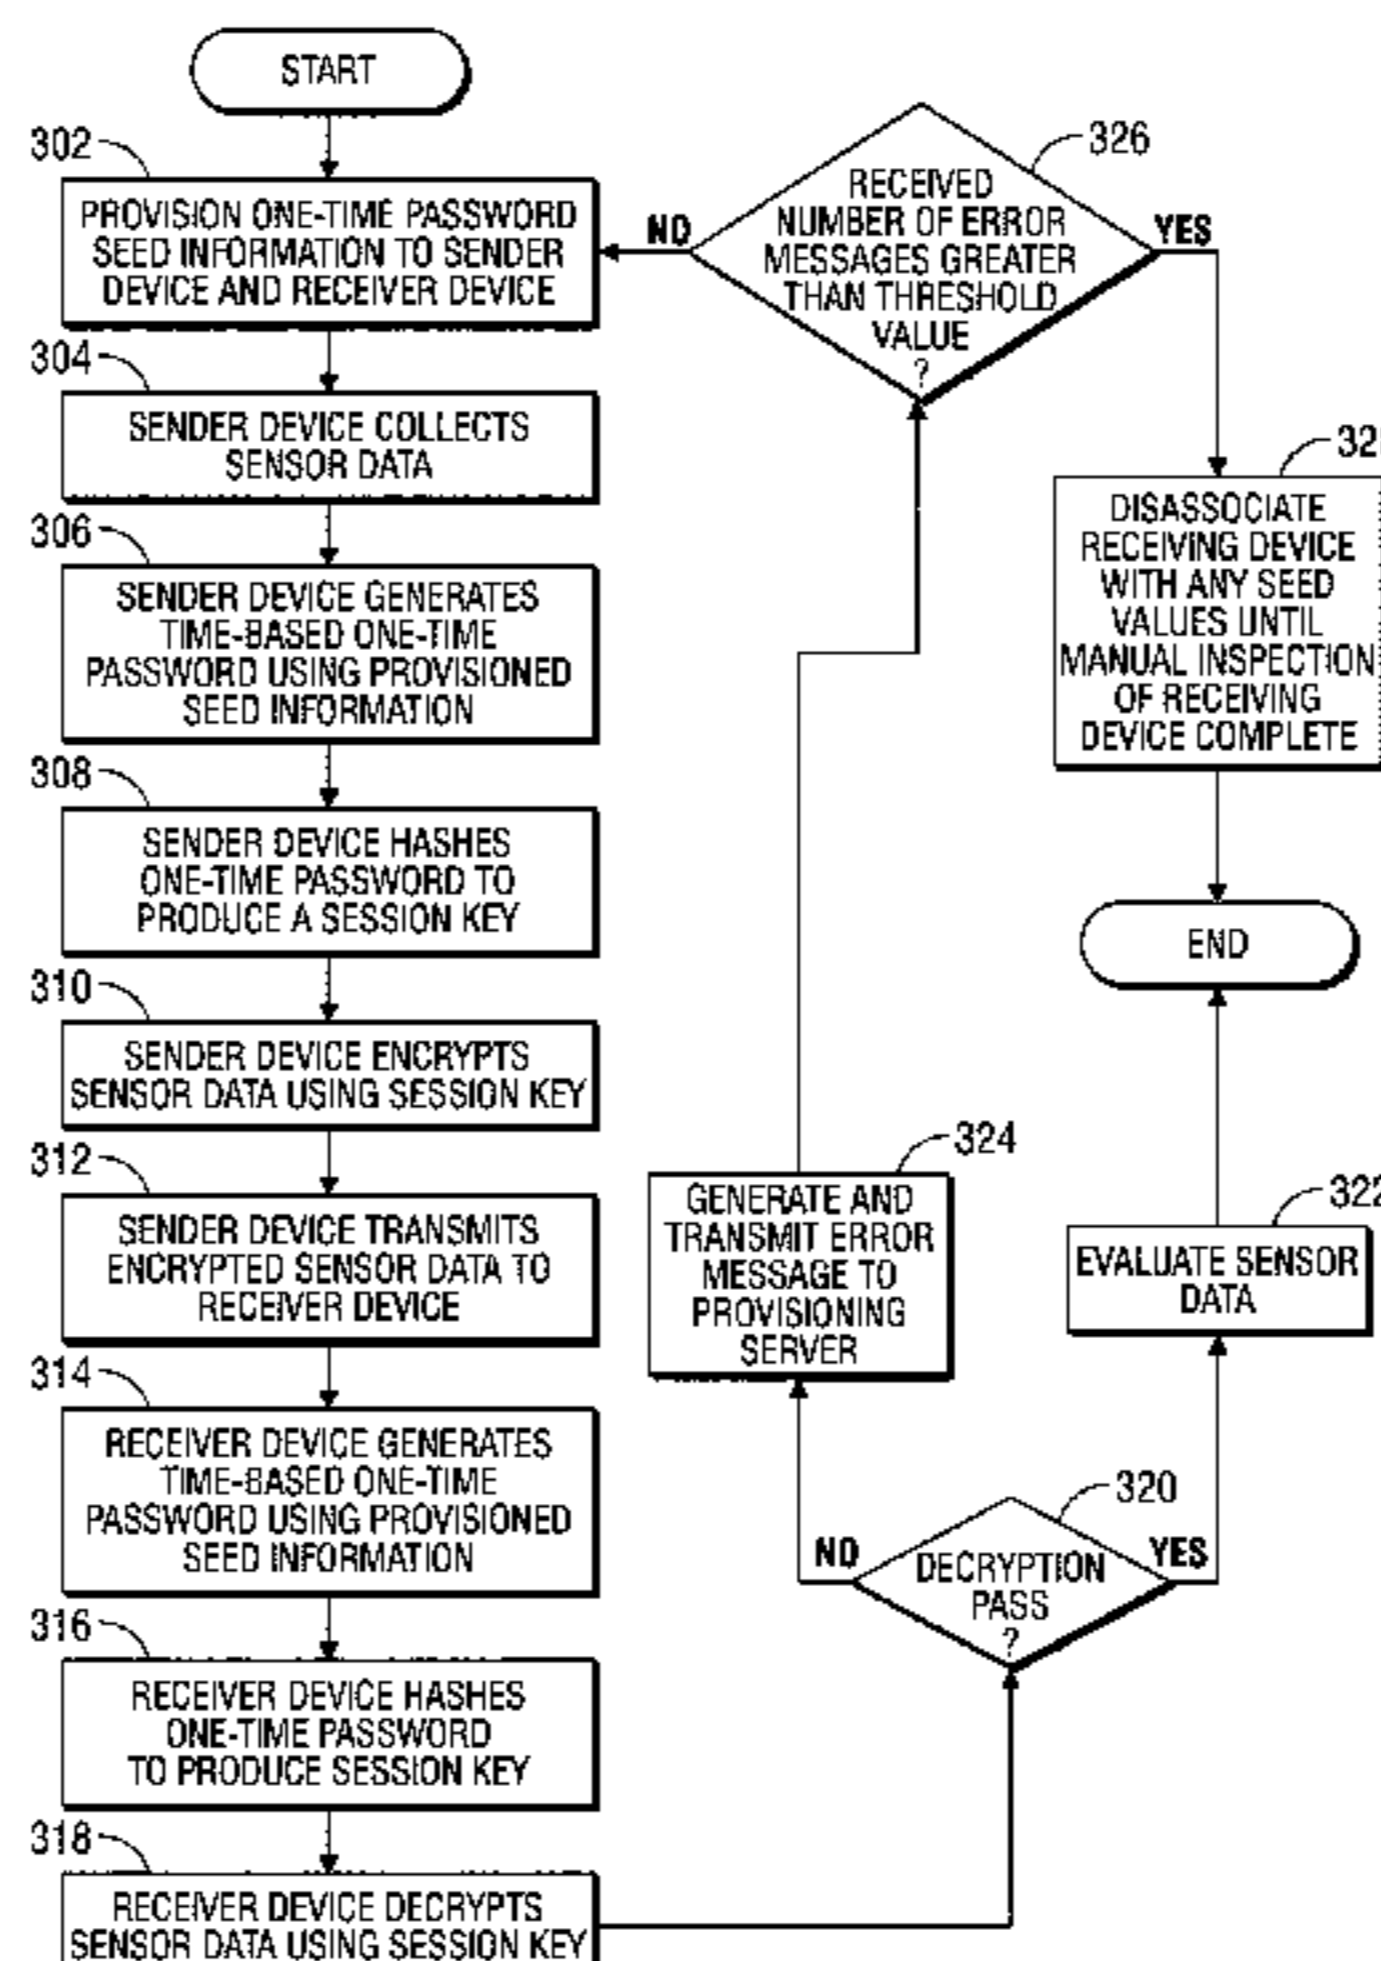 START
302
PROVISION ONE-TIME PASSWORD
SEED INFORMATION TO SENDER
DEVICE AND RECEIVER DEVICE
304
SENDER DEVICE COLLECTS
SENSOR DATA
306
SENDER DEVICE GENERATES
TIME-BASED ONE-TIME
PASSWORD USING PROVISIONED
SEED INFORMATION
308
SENDER DEVICE HASHES
ONE-TIME PASSWORD TO
PRODUCE A SESSION KEY
310
SENDER DEVICE ENCRYPTS
SENSOR DATA USING SESSION KEY
312
SENDER DEVICE TRANSMITS
ENCRYPTED SENSOR DATA TO
RECEIVER DEVICE
314
RECEIVER DEVICE GENERATES
TIME-BASED ONE-TIME
PASSWORD USING PROVISIONED
SEED INFORMATION
316
RECEIVER DEVICE HASHES
ONE-TIME PASSWORD
TO PRODUCE SESSION KEY
318
RECEIVER DEVICE DECRYPTS
SENSOR DATA USING SESSION KEY
320
DECRYPTION
PASS
?
NO
YES
322
EVALUATE SENSOR
DATA
324
GENERATE AND
TRANSMIT ERROR
MESSAGE TO
PROVISIONING
SERVER
326
RECEIVED
NUMBER OF ERROR
MESSAGES GREATER
THAN THRESHOLD
VALUE
?
NO
YES
DISASSOCIATE
RECEIVING DEVICE
WITH ANY SEED
VALUES UNTIL
MANUAL INSPECTION
OF RECEIVING
DEVICE COMPLETE
END